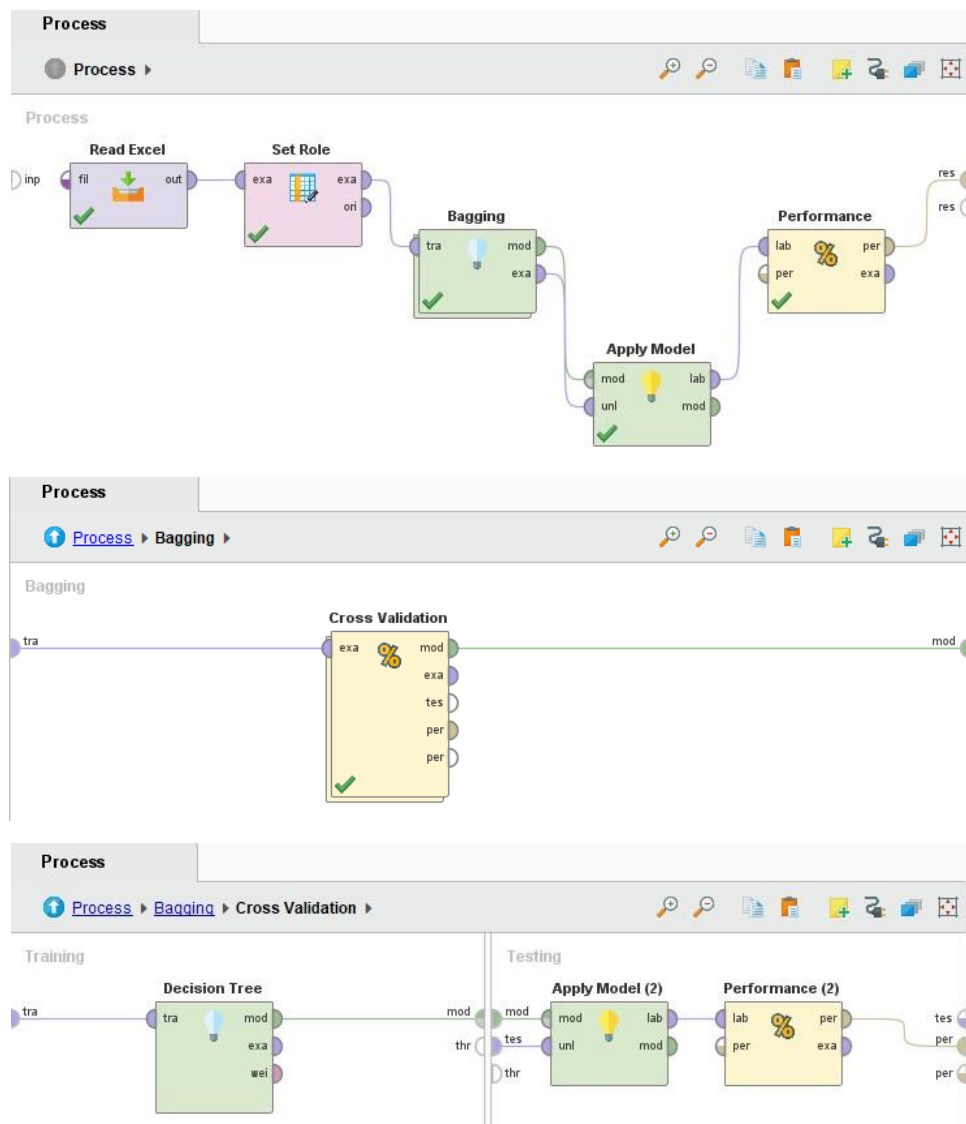 Process
Process
Process
Read Excel
Set Role
inp
fil
out
exa
exa
ori
res
res
Bagging
Performance
tra
mod
exa
lab
per
per
exa
Apply Model
mod
lab
unl
mod
Process
Process Bagging
Bagging
Cross Validation
tra
exa
mod
mod
exa
tes
per
per
Process
Process Bagging Cross Validation
Training
Testing
Decision Tree
Apply Model (2)
Performance (2)
tra
tra
mod
mod
mod
mod
lab
lab
per
tes
exa
thr
tes
unl
mod
per
exa
per
wei
thr
per